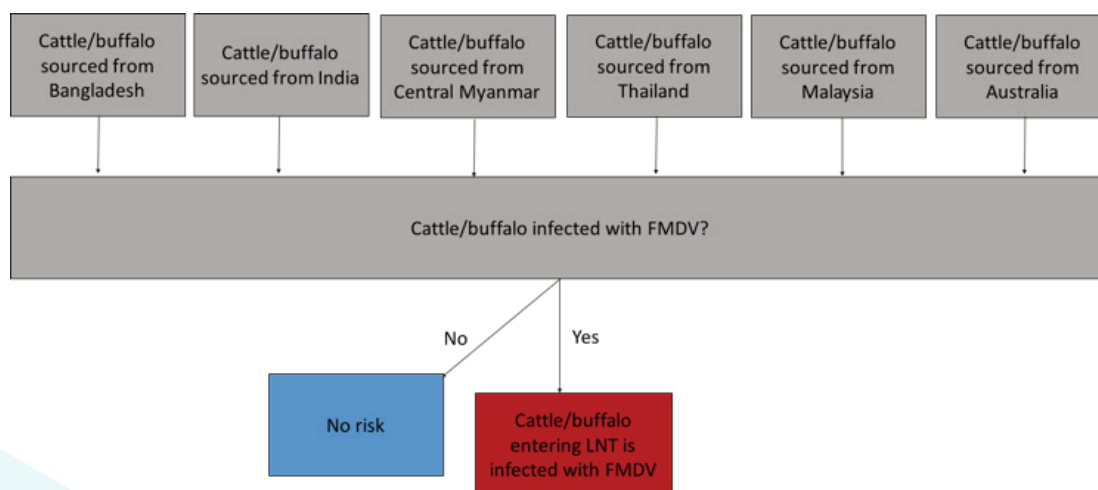 Cattle/buffalo
sourced from
Bangladesh
Cattle/buffalo
sourced from India
Cattle/buffalo
sourced from
Central Myanmar
Cattle/buffalo
sourced from
Thailand
Cattle/buffalo
sourced from
Malaysia
Cattle/buffalo
sourced from
Australia
Cattle/buffalo infected with FMDV?
No
Yes
No risk
Cattle/buffalo
entering LNT is
infected with FMDV